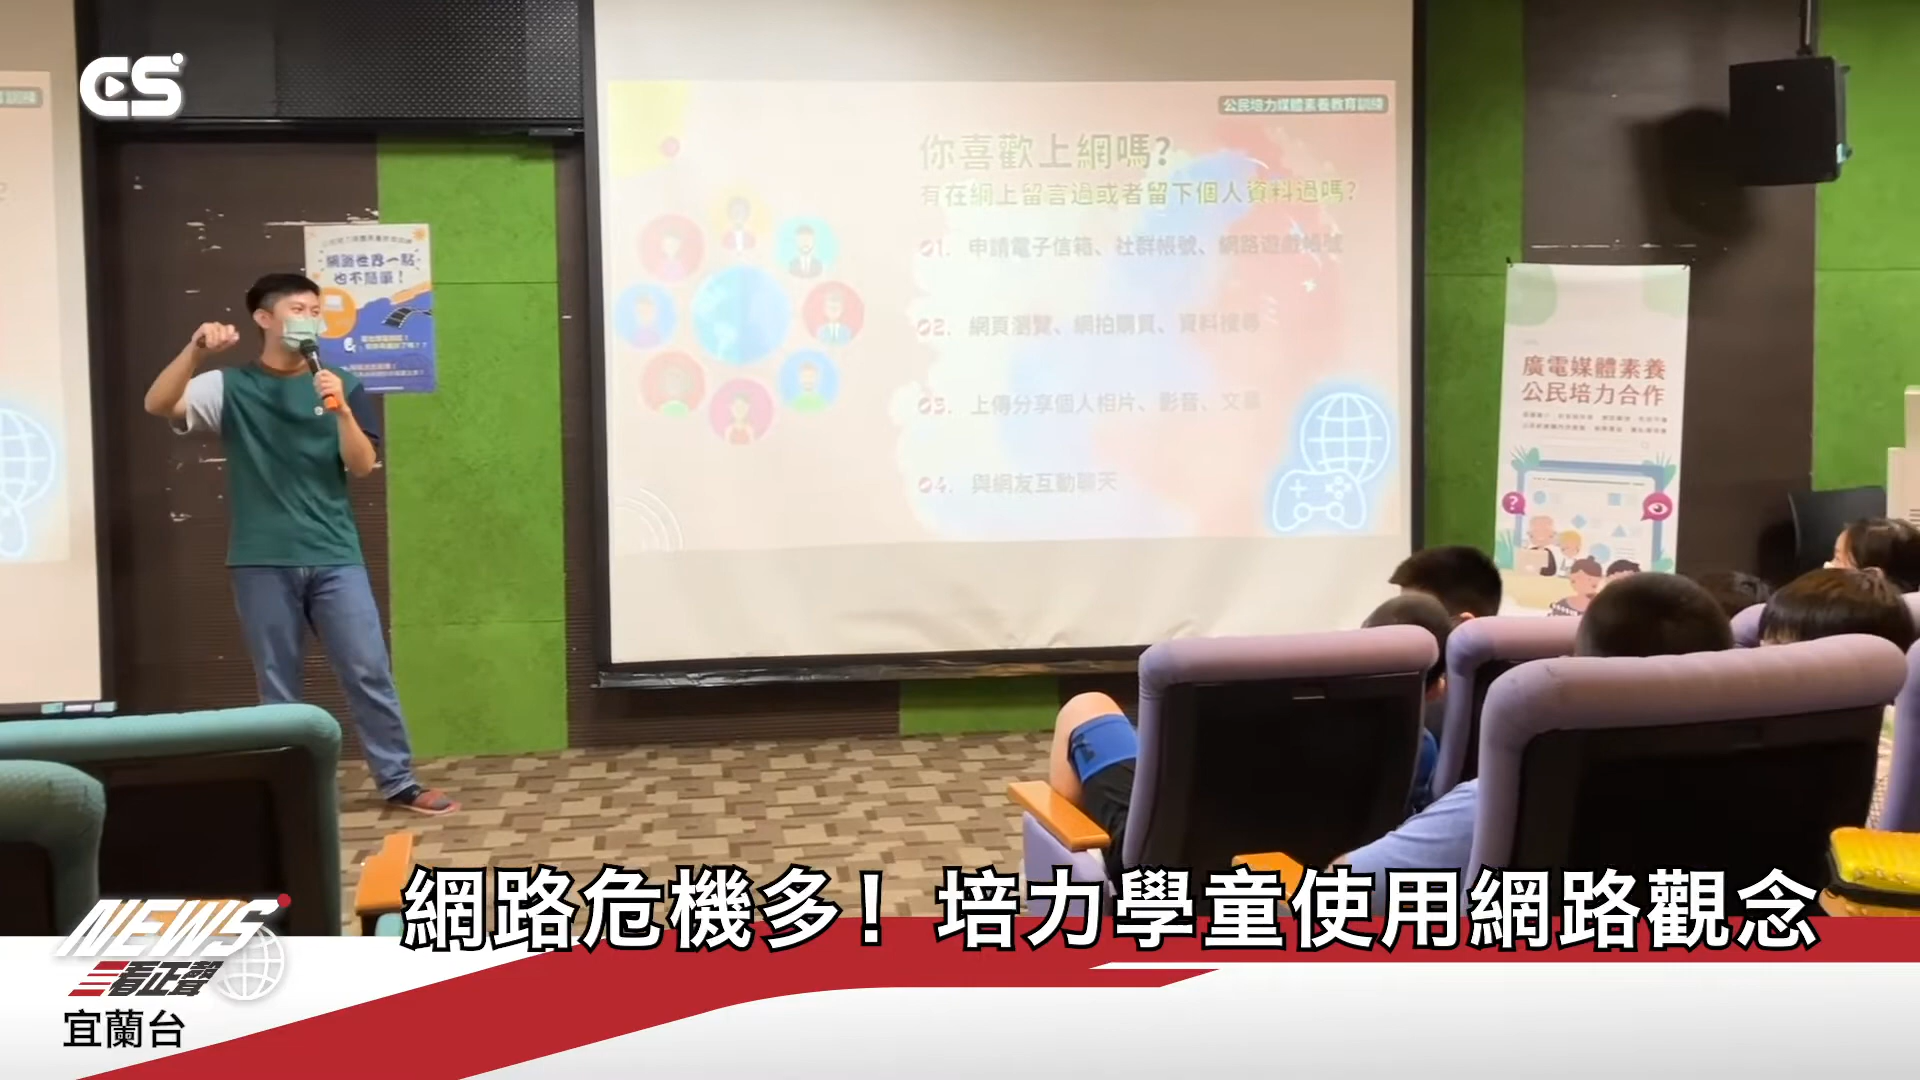 CS
公民培力媒體素養教育訓練
你喜歡上網嗎?
有在網上留言過或者留下個人資料過嗎?
01. 申請電子信箱、社群帳號、網路遊戲帳號
02. 網頁瀏覽、網拍購買、資料搜尋
03. 上傳分享個人相片、影音、文章
04. 與網友互動聊天
網路世界一點
也不簡單！
廣電媒體素養
公民培力合作
網路危機多！培力學童使用網路觀念
NEWS
看正聲
宜蘭台